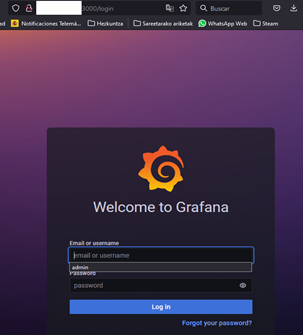 3000/login
Buscar
ad Notificaciones Telemá... Hezkuntza Sareetarako ariketak WhatsApp Web Steam
Welcome to Grafana
Email or username
email or username
admin
Password
password
Log in
Forgot your password?